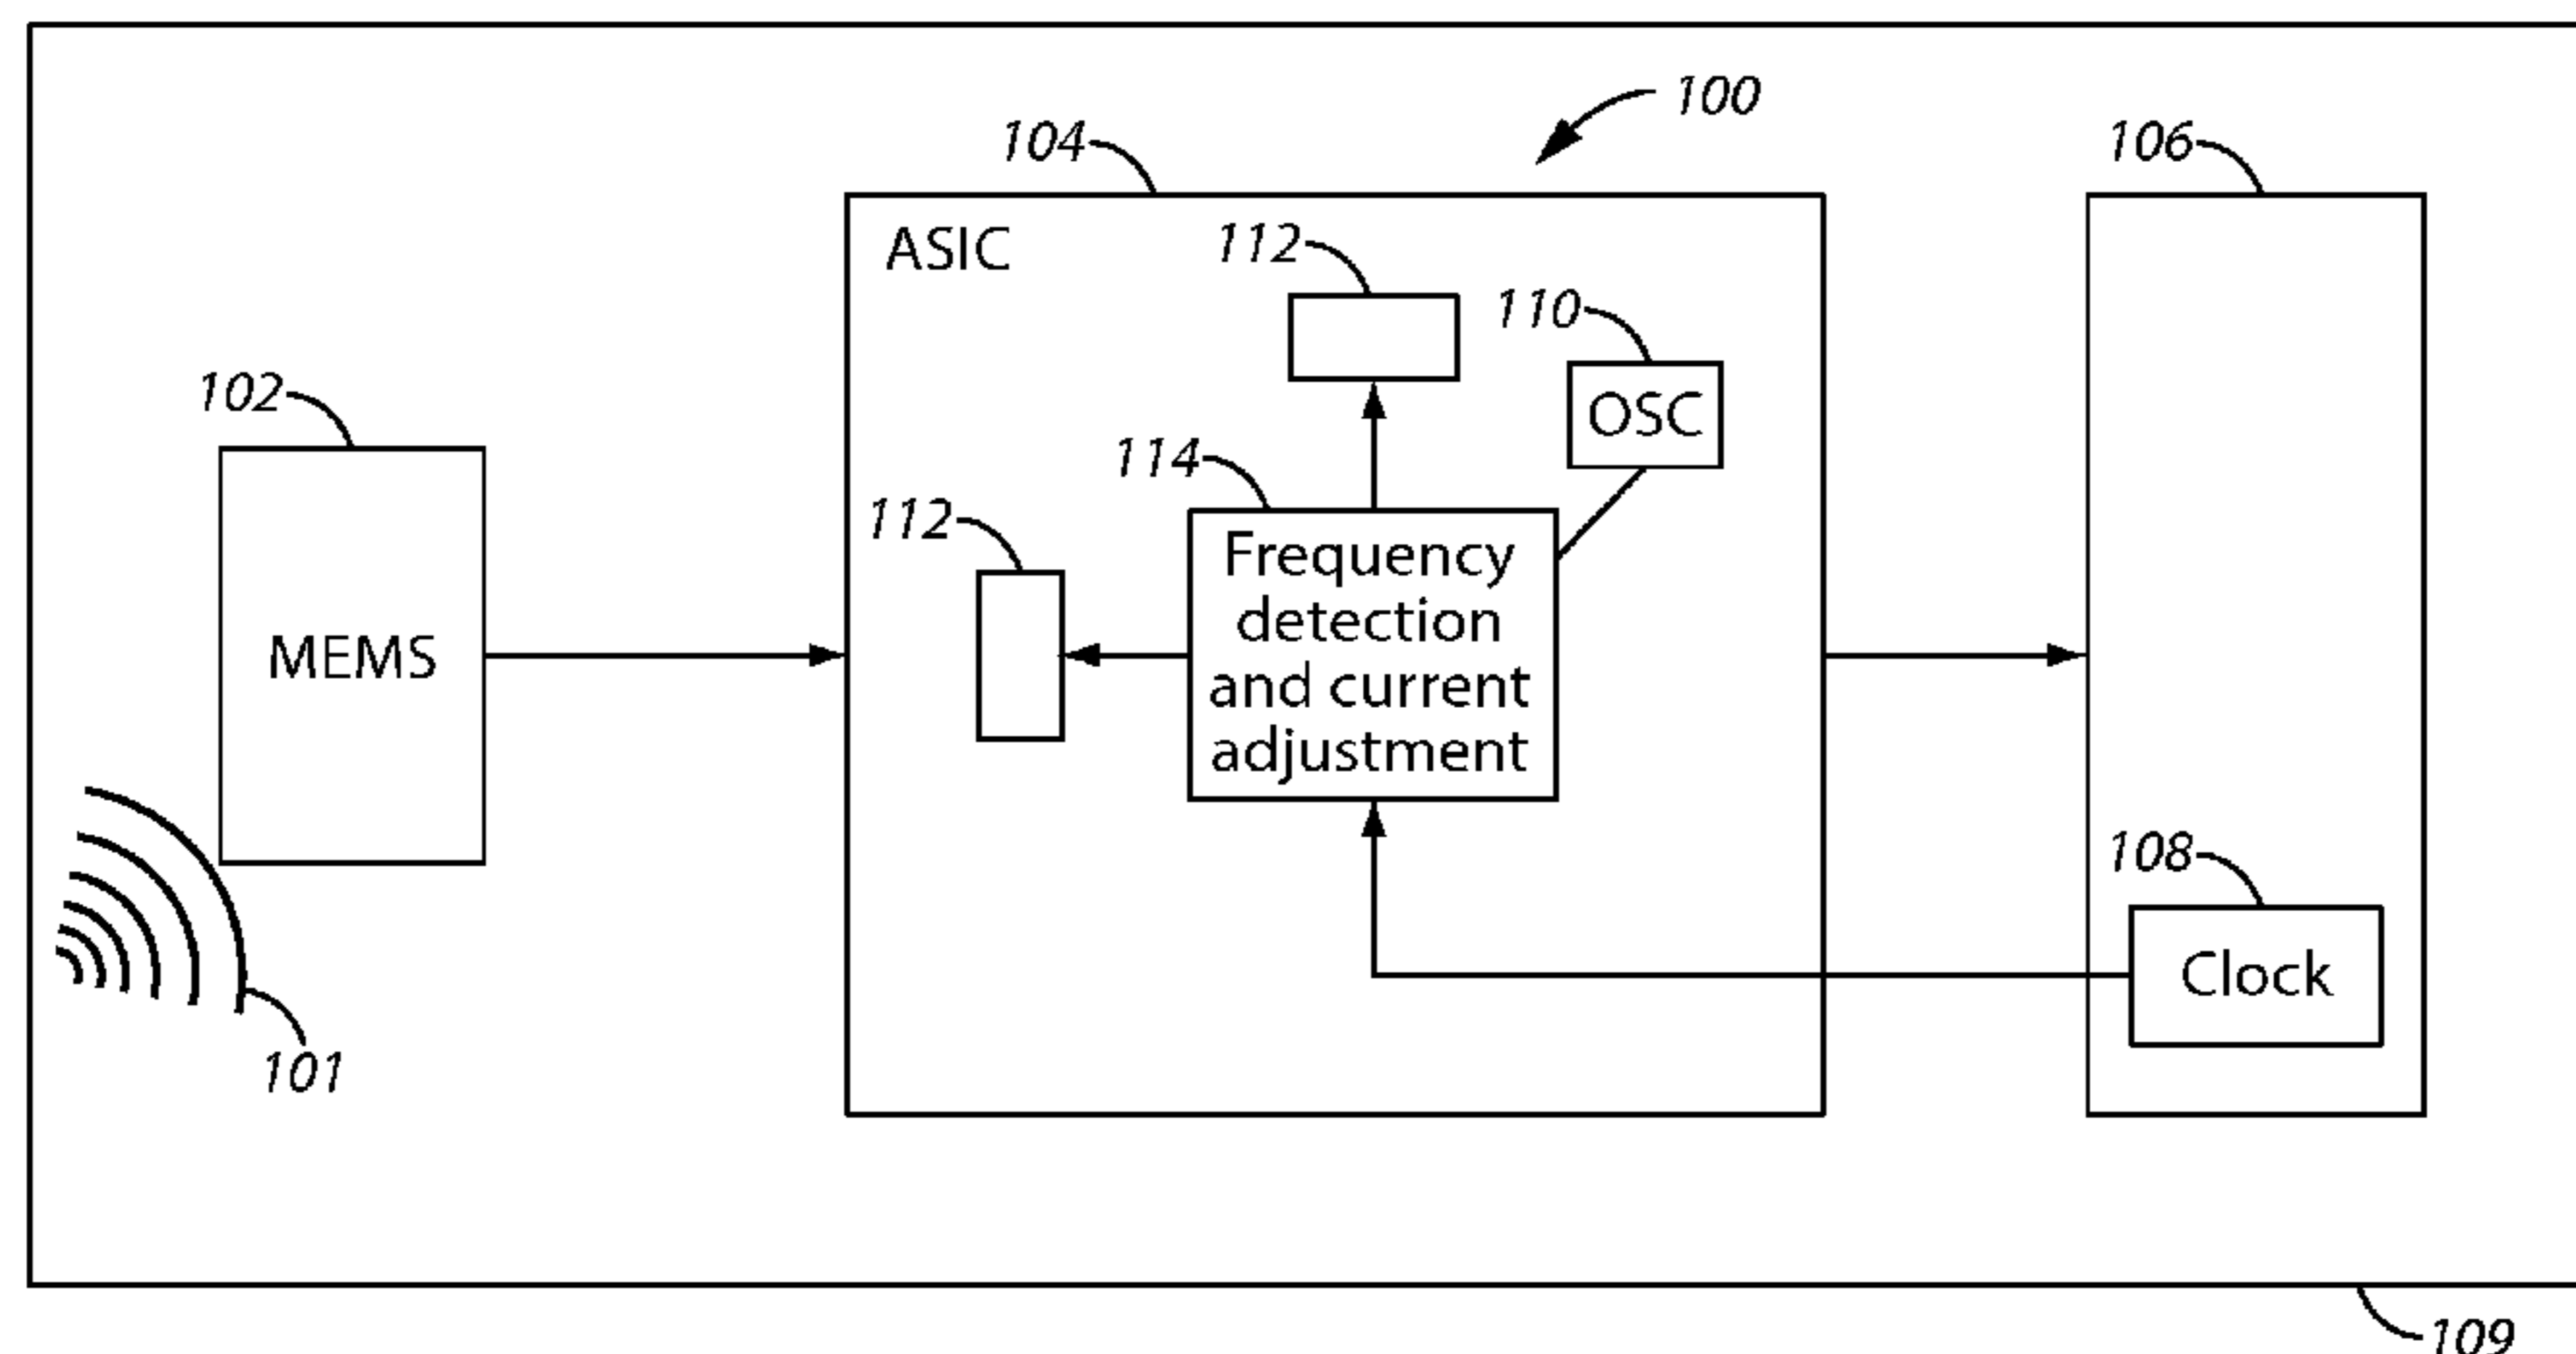 100
104
106
ASIC
112
110
OSC
102
114
112
Frequency
detection
and current
adjustment
MEMS
108
Clock
101
109